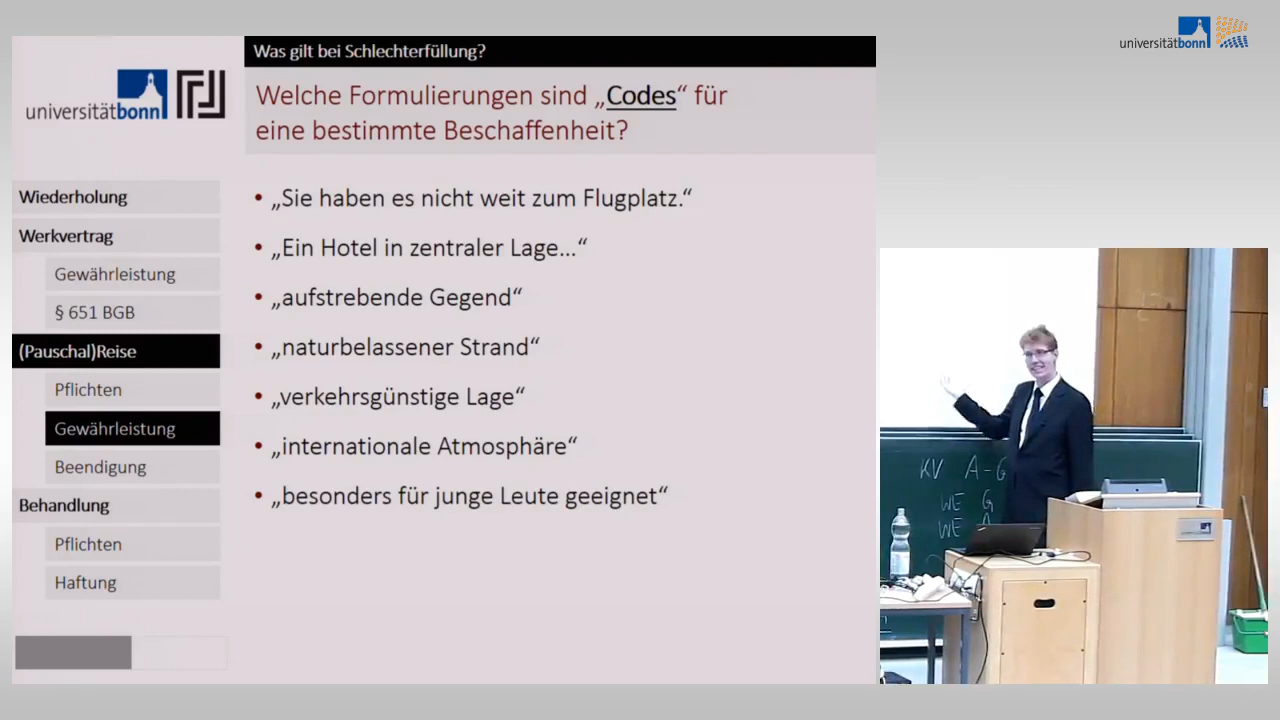 universitätbonn
Was gilt bei Schlechterfüllung?
universitätbonn
Welche Formulierungen sind „Codes“ für
eine bestimmte Beschaffenheit?
Wiederholung
Werkvertrag
Gewährleistung
§ 651 BGB
(Pauschal)Reise
Pflichten
Gewährleistung
Beendigung
Behandlung
Pflichten
Haftung
• „Sie haben es nicht weit zum Flugplatz.“
• „Ein Hotel in zentraler Lage...“
• „aufstrebende Gegend“
• „naturbelassener Strand“
• „verkehrsgünstige Lage“
• „internationale Atmosphäre“
• „besonders für junge Leute geeignet“
KV A-G
WE G
WE